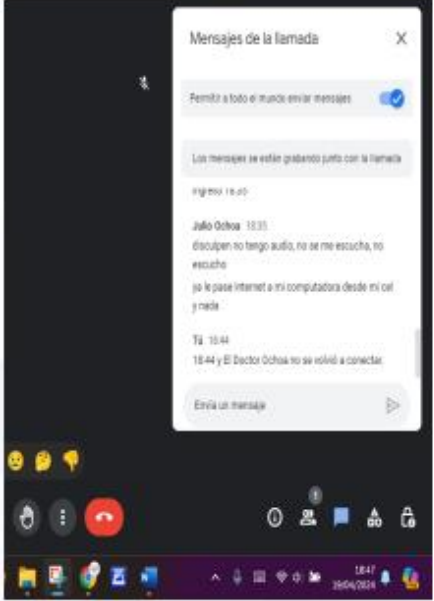 Mensajes de la llamada
Permitir a todo el mundo enviar mensajes
Los mensajes se están grabando junto con la llamada
ingreso
Julio Ochoa 18:35
disculpen no tengo audio, no se me escucha, no
escucho
ya le pase internet a mi computadora desde mi cel
y nada
Tú 18:44
18:44 y El Doctor Ochoa no se volvió a conectar.
Envía un mensaje
18:47
19/04/2024